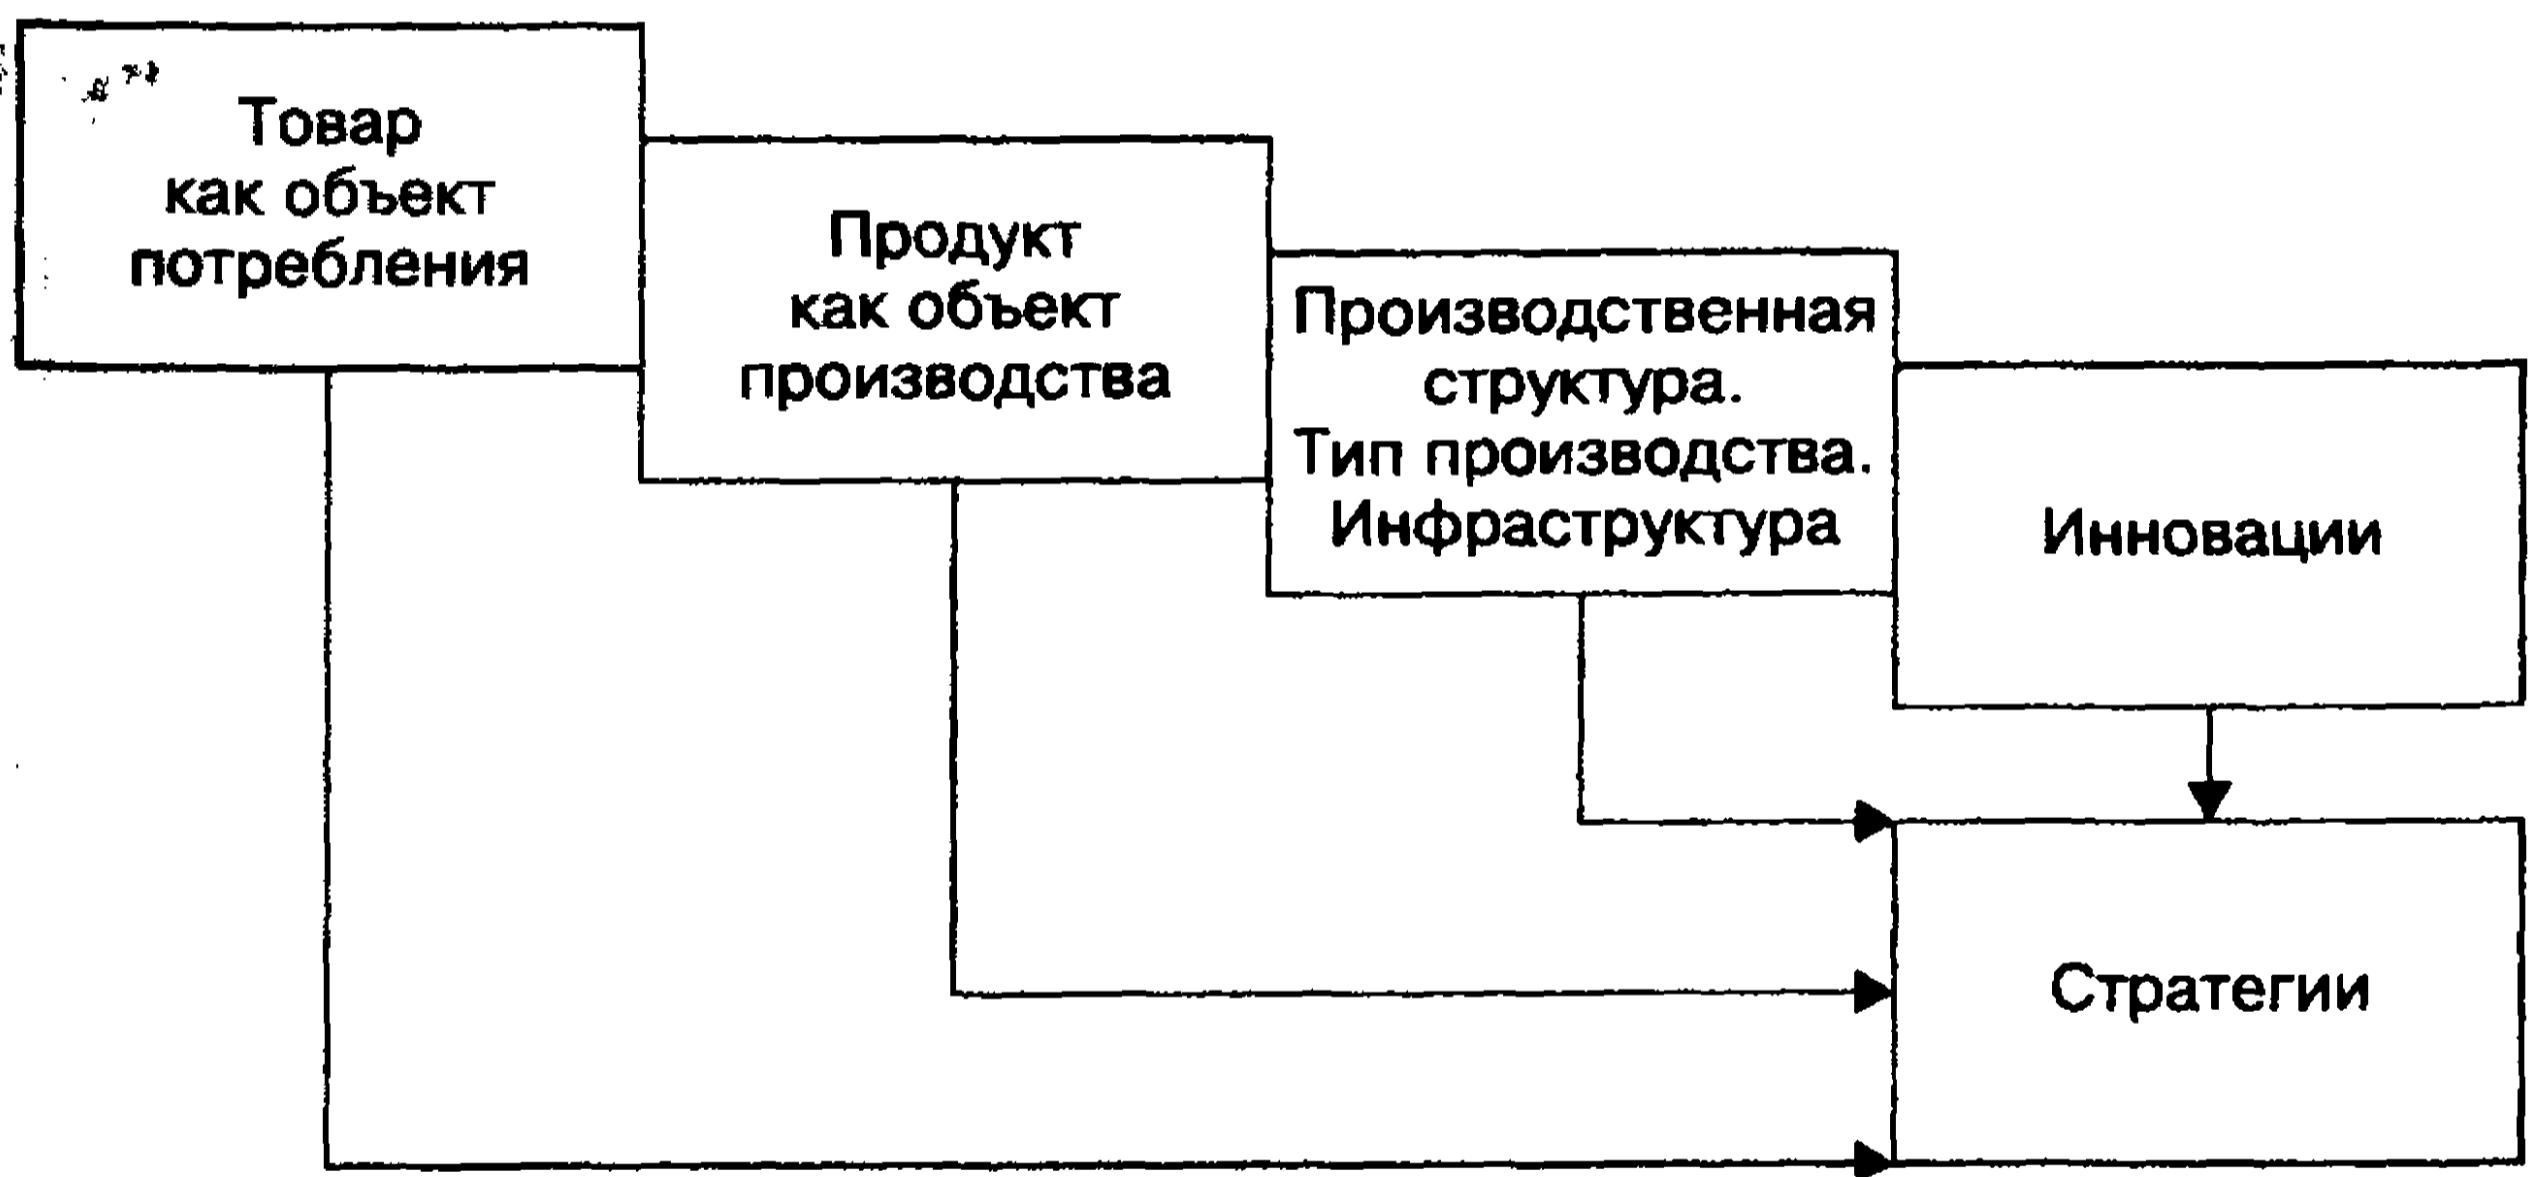 Товар
как объект
потребления
Продукт
как объект
производства
Производственная
структура.
Тип производства.
Инфраструктура
Инновации
Стратегии